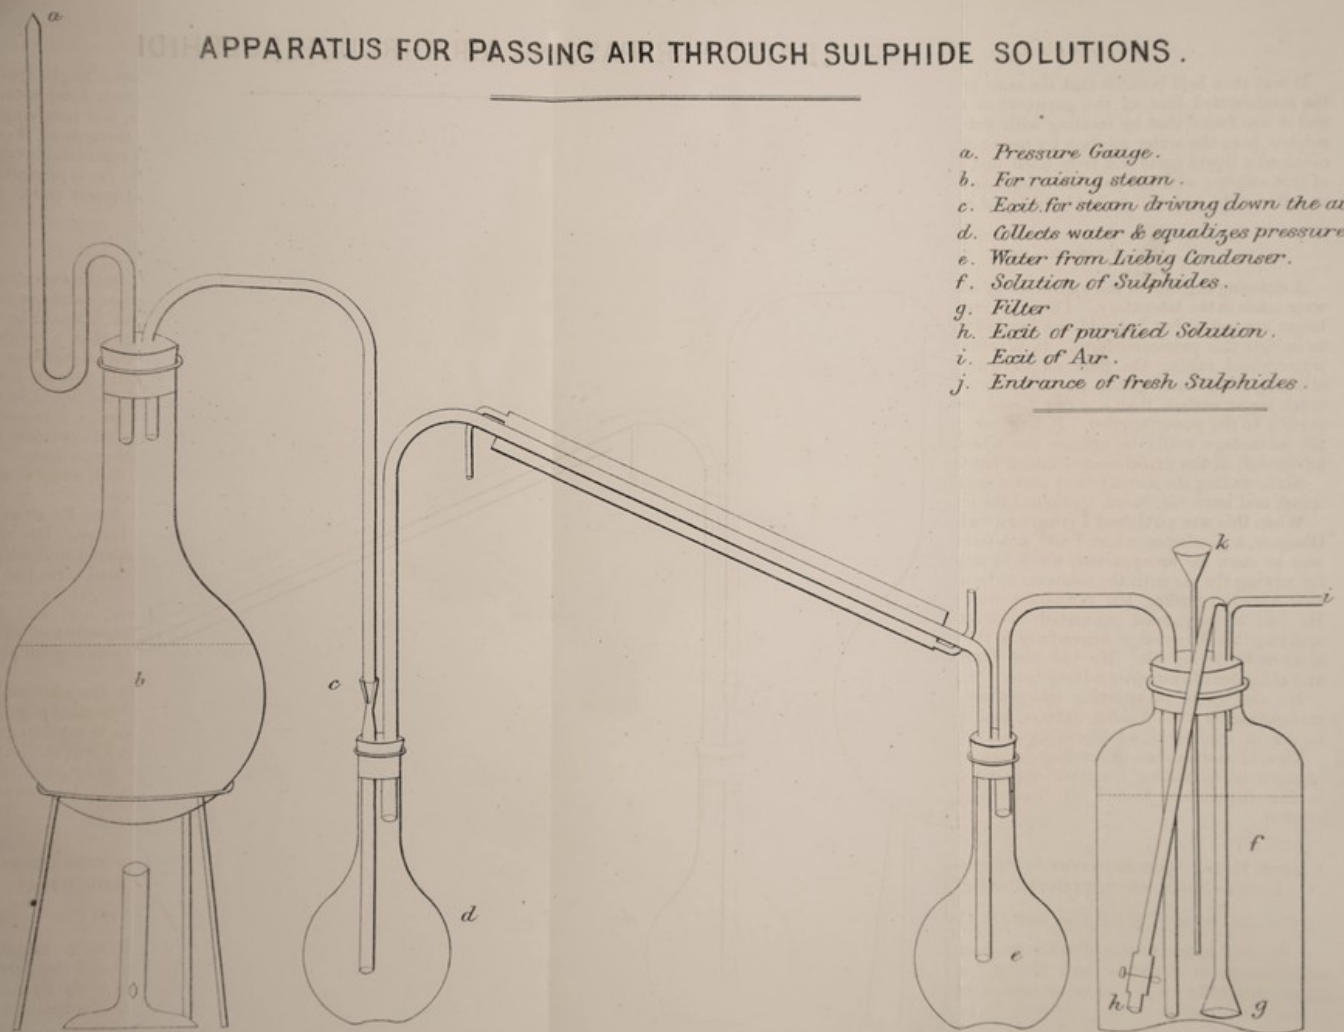 APPARATUS FOR PASSING AIR THROUGH SULPHIDE SOLUTIONS.
a. Pressure Gauge.
b. For raising steam.
c. Exit for steam driving down the
d. Collects water & equalizes pressure
e. Water from Liebig Condenser.
f. Solution of Sulphides.
g. Filter
h. Exit of purified Solution.
i. Exit of Air.
j. Entrance of fresh Sulphides.
a
b
c
d
e
k
i
f
h
g